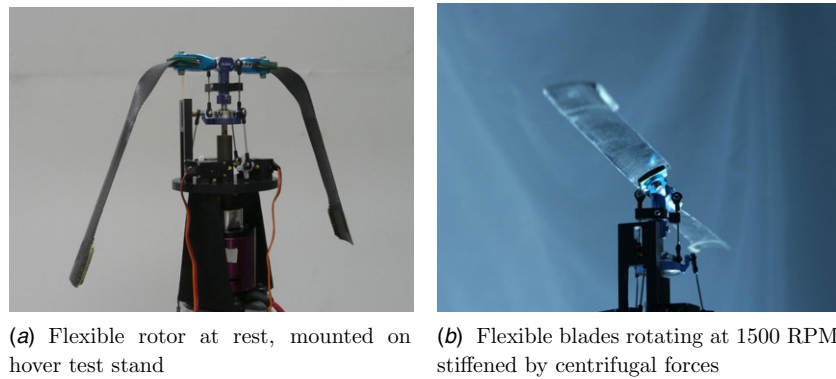 (a) Flexible rotor at rest, mounted on
hover test stand
(b) Flexible blades rotating at 1500 RPM
stiffened by centrifugal forces